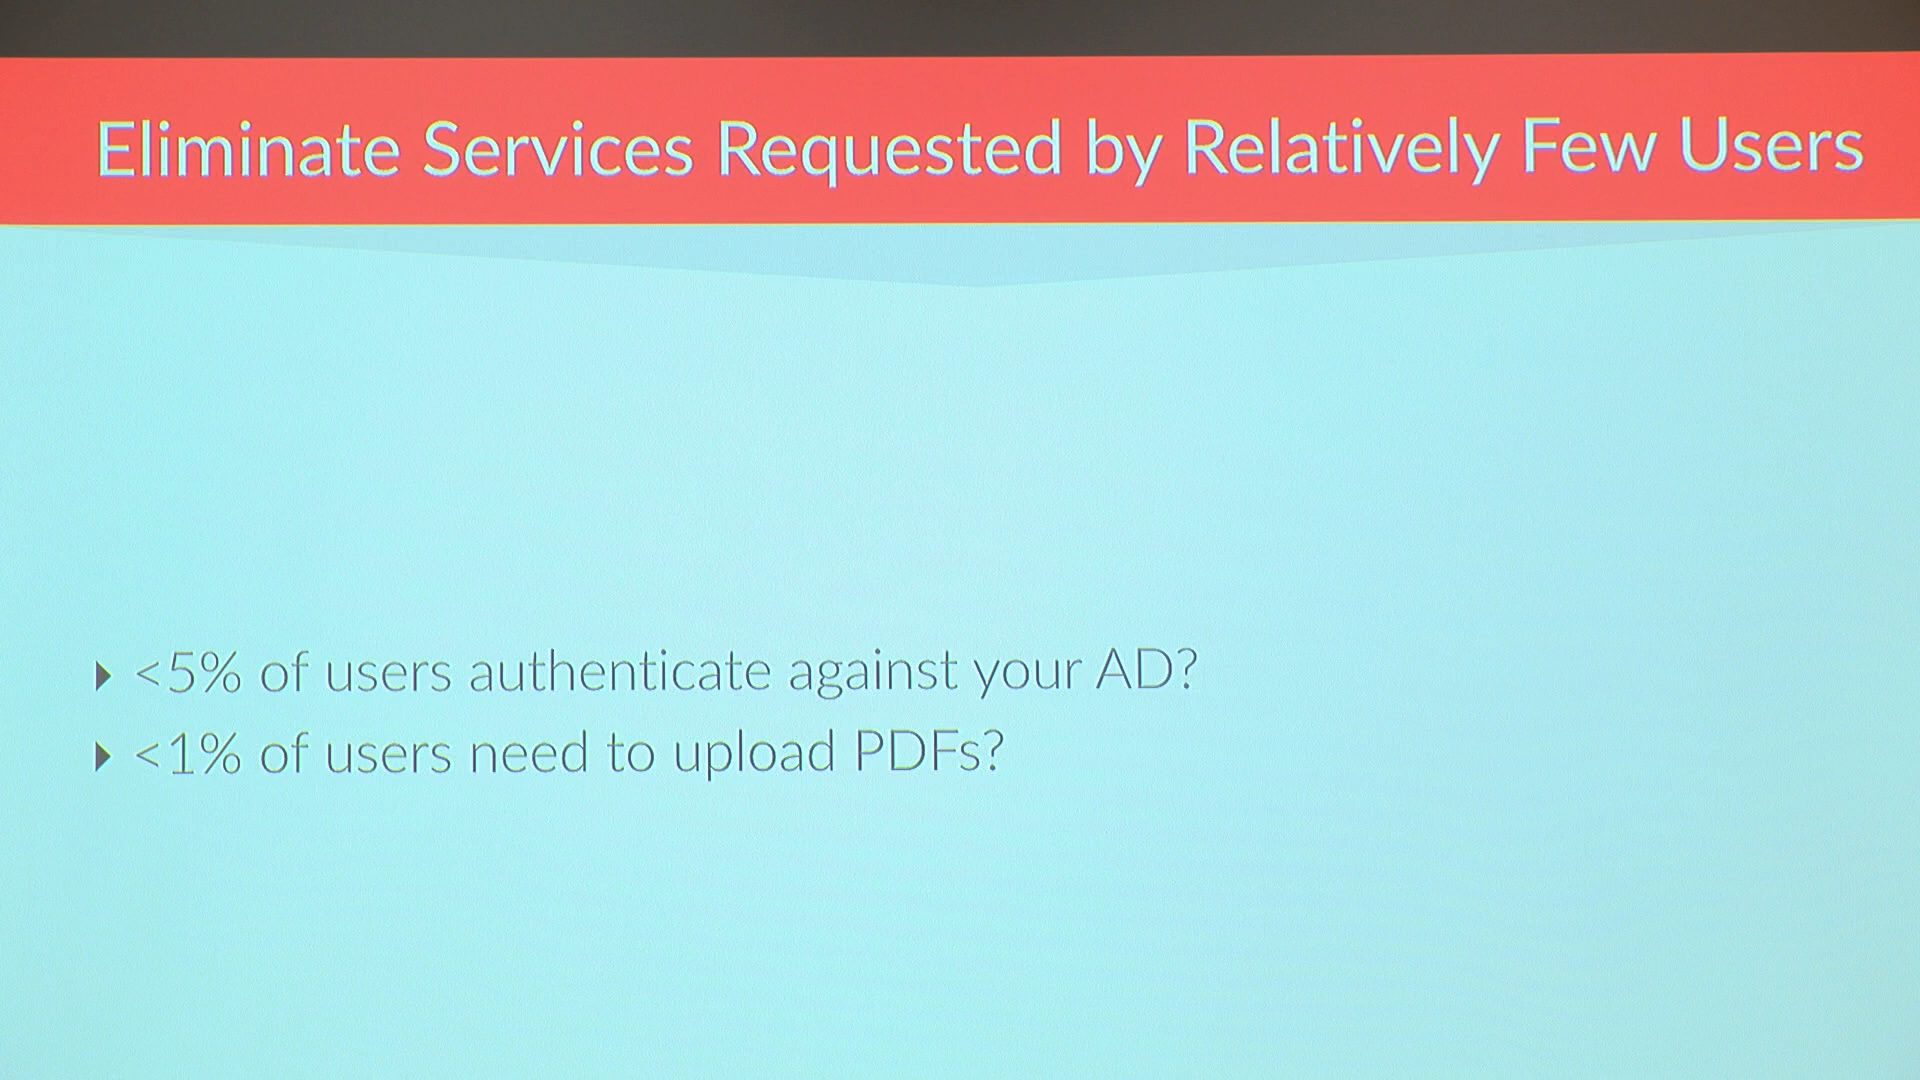 Eliminate Services Requested by Relatively Few Users
<5% of users authenticate against your AD?
<1% of users need to upload PDFs?